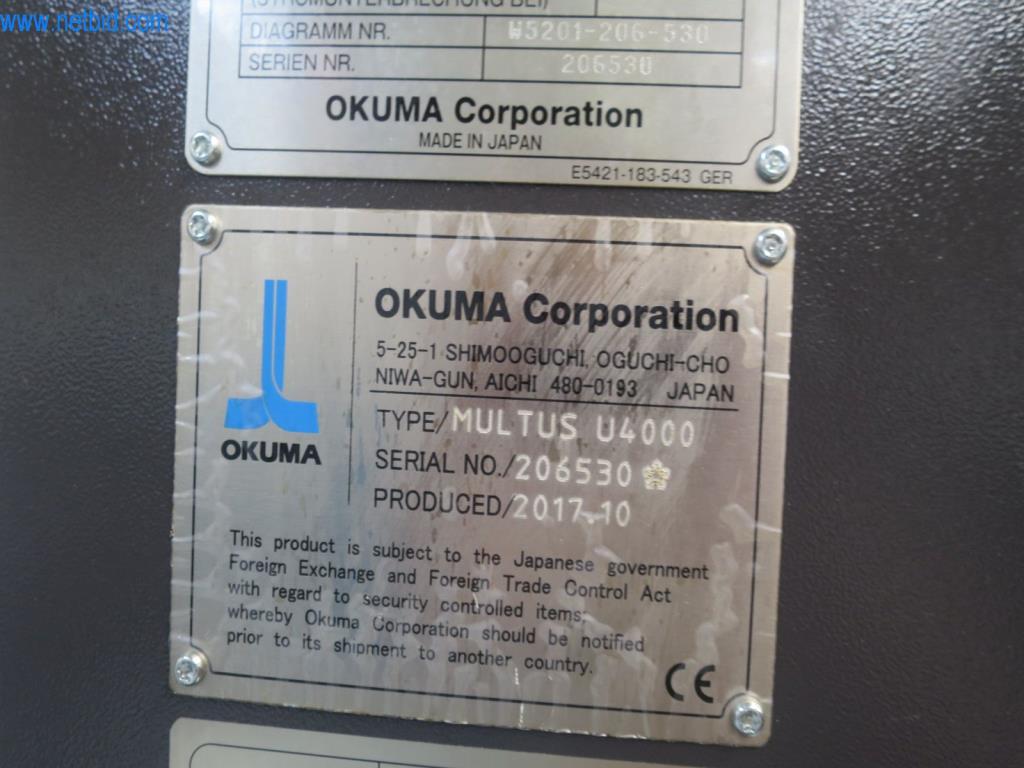 www.netbid.com
(STROMUNTERBRECHUNG BEI)
DIAGRAMM NR. W5201-206-530
SERIEN NR. 206530
OKUMA Corporation
MADE IN JAPAN
E5421-183-543 GER
OKUMA
OKUMA Corporation
5-25-1 SHIMOOGUCHI, OGUCHI-CHO
NIWA-GUN, AICHI 480-0193 JAPAN
TYPE/MULTUS U4000
SERIAL NO./206530
PRODUCED/2017.10
This product is subject to the Japanese government
Foreign Exchange and Foreign Trade Control Act
with regard to security controlled items;
whereby Okuma Corporation should be notified
prior to its shipment to another country.
CE